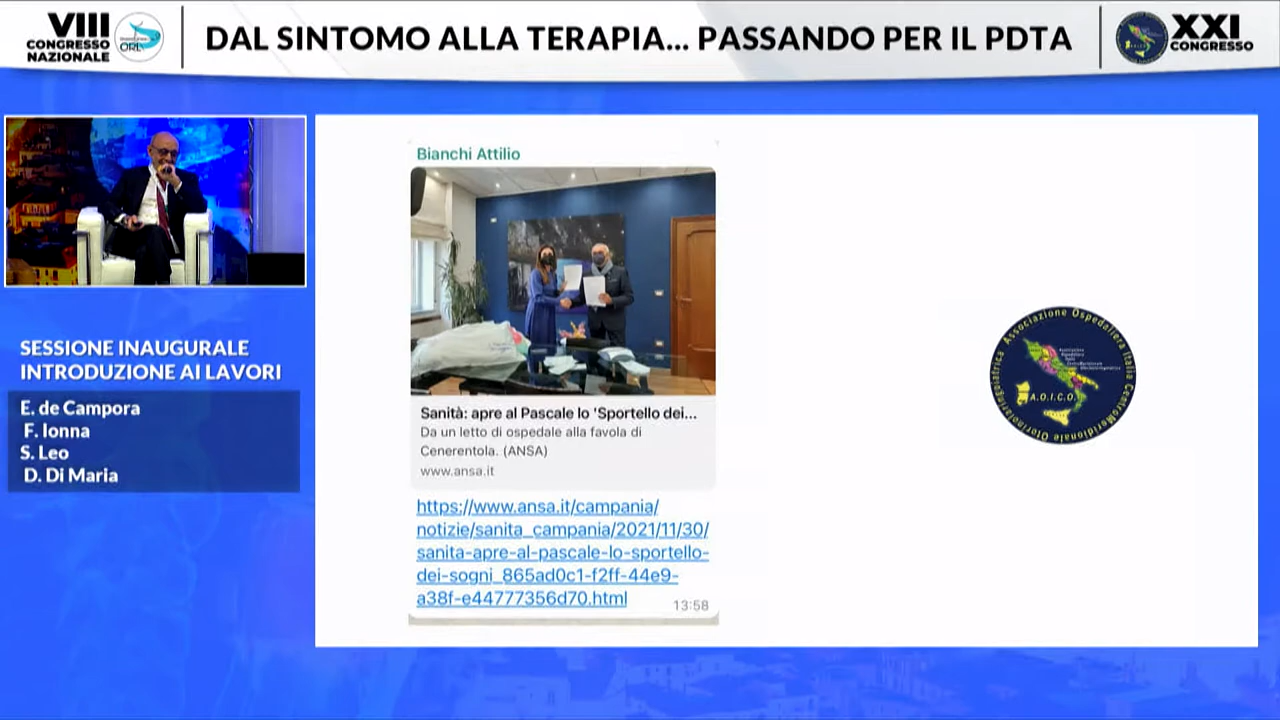 VIII
CONGRESSO
NAZIONALE
ORL
DAL SINTOMO ALLA TERAPIA... PASSANDO PER IL PDTA
XXI
CONGRESSO
SESSIONE INAUGURALE
INTRODUZIONE AI LAVORI
E. de Campora
F. Ionna
S. Leo
D. Di Maria
Bianchi Attilio
Sanità: apre al Pascale lo 'Sportello dei...
Da un letto di ospedale alla favola di
Cenerentola. (ANSA)
www.ansa.it
https://www.ansa.it/campania/
notizie/sanita_campania/2021/11/30/
sanita-apre-al-pascale-lo-sportello-
dei-sogni_865ad0c1-f2ff-44e9-
a38f-e44777356d70.html
13:58
Associazione Ospedaliera Italia CentroMeridionale Otorinolaringoiatrica
A.O.I.C.O.